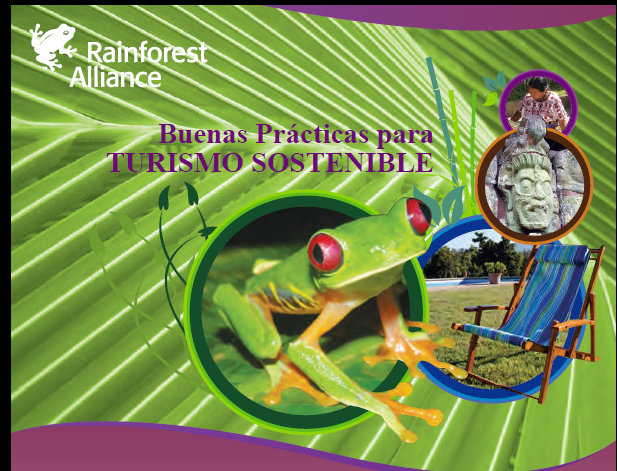 Rainforest
Alliance
Buenas Prácticas para
TURISMO SOSTENIBLE